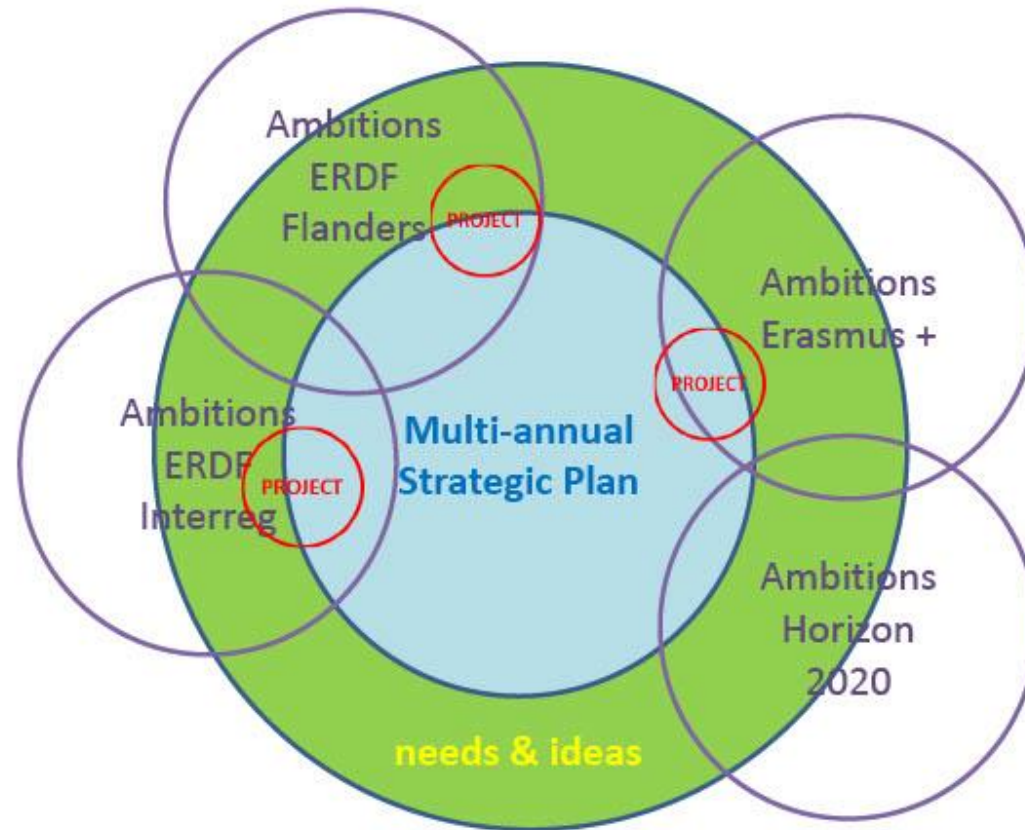 Ambitions
ERDF
Flanders
PROJECT
Ambitions
Erasmus +
PROJECT
Ambitions
ERDF
Interreg
PROJECT
Multi-annual
Strategic Plan
Ambitions
Horizon
2020
needs & ideas